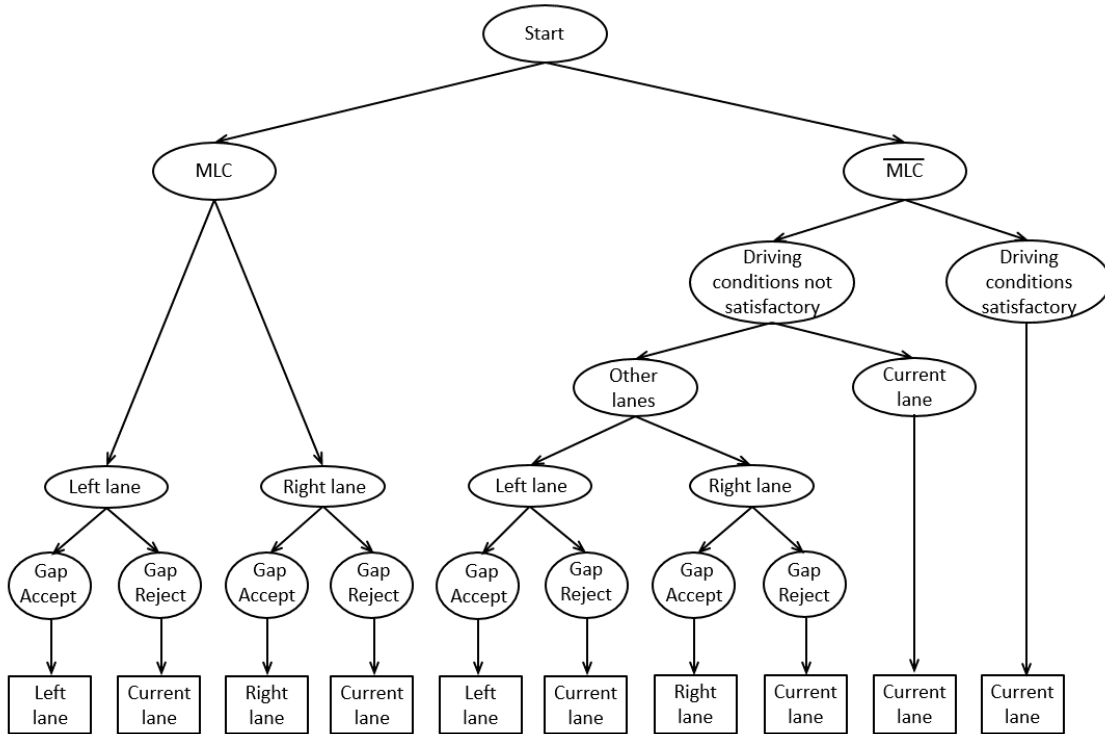 Start
MLC
M̅L̅C̅
Driving
conditions not
satisfactory
Driving
conditions
satisfactory
Other
lanes
Current
lane
Left lane
Right lane
Left lane
Right lane
Gap
Accept
Gap
Reject
Gap
Accept
Gap
Reject
Gap
Accept
Gap
Reject
Gap
Accept
Gap
Reject
Left
lane
Current
lane
Right
lane
Current
lane
Left
lane
Current
lane
Right
lane
Current
lane
Current
lane
Current
lane